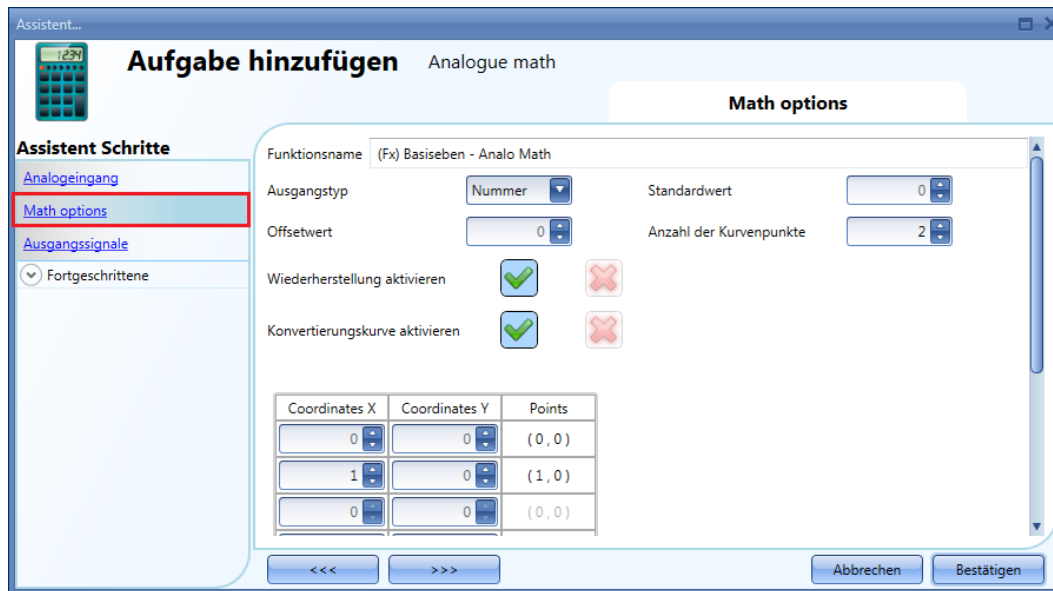 Assistent...
1234
Aufgabe hinzufügen Analogue math
Math options
Assistent Schritte
Analogeingang
Math options
Ausgangssignale
Fortgeschrittene
Funktionsname (Fx) Basiseben - Analo Math
Ausgangstyp Nummer Standardwert 0
Offsetwert 0 Anzahl der Kurvenpunkte 2
Wiederherstellung aktivieren
Konvertierungskurve aktivieren
Coordinates X Coordinates Y Points
0 0 (0,0)
1 0 (1,0)
0 0 (0,0)
<<< >>> Abbrechen Bestätigen